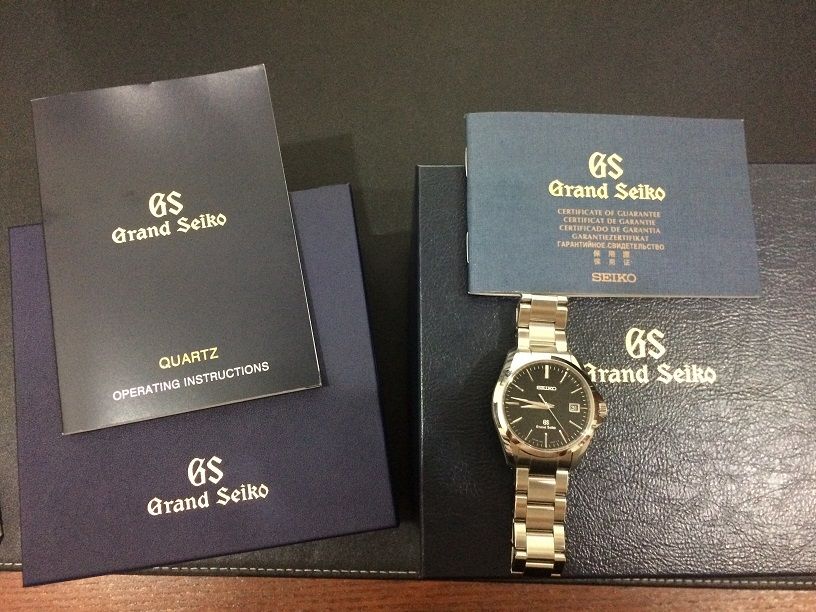 GS
Grand Seiko
QUARTZ
OPERATING INSTRUCTIONS
GS
Grand Seiko
GS
Grand Seiko
CERTIFICATE OF GUARANTEE
CERTIFICAT DE GARANTIE
CERTIFICADO DE GARANTIA
GARANTIEZERTIFIKAT
ГАРАНТИЙНОЕ СВИДЕТЕЛЬСТВО
保用證
保用证
SEIKO
GS
Grand Seiko
SEIKO
GS
Grand Seiko